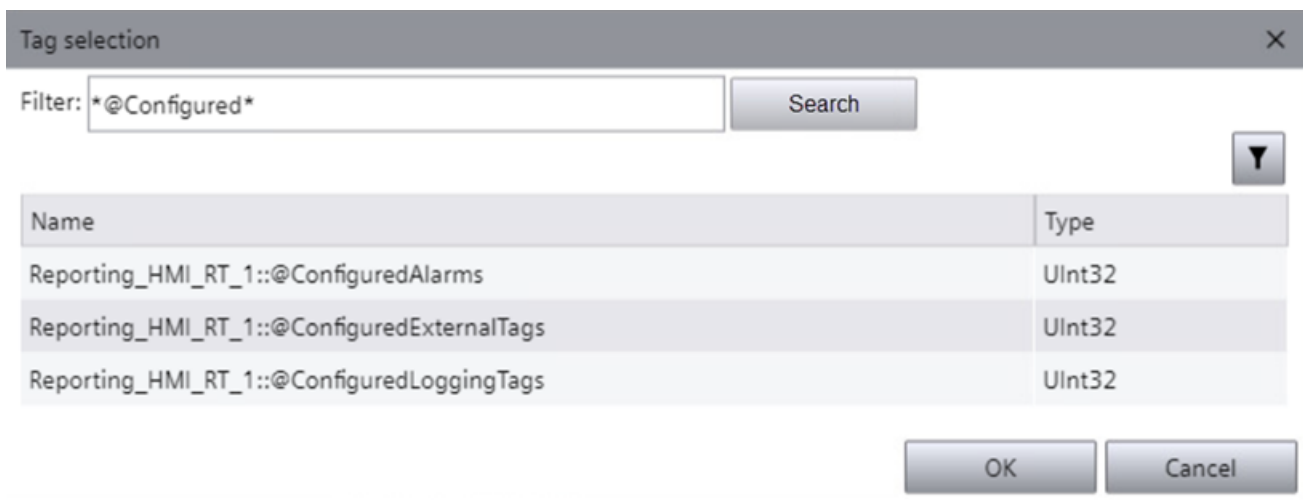 Tag selection
Filter: *@Configured* Search
Name Type
Reporting_HMI_RT_1::@ConfiguredAlarms UInt32
Reporting_HMI_RT_1::@ConfiguredExternalTags UInt32
Reporting_HMI_RT_1::@ConfiguredLoggingTags UInt32
OK Cancel